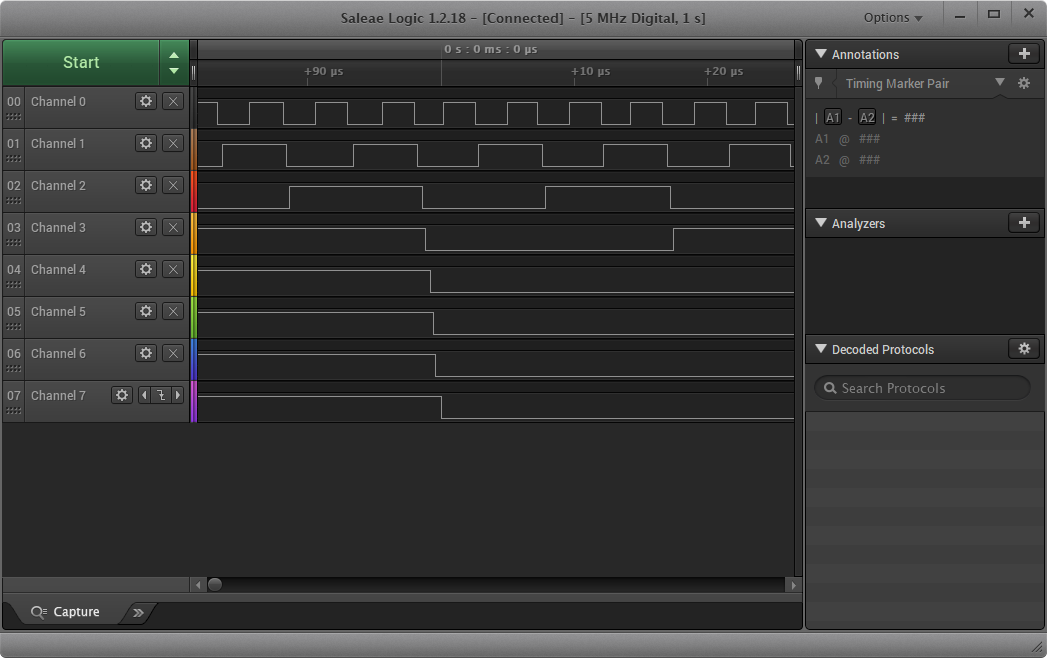 Saleae Logic 1.2.18 - [Connected] - [5 MHz Digital, 1 s]
Options
Start
0 s : 0 ms : 0 µs
+90 µs
+10 µs
+20 µs
00 Channel 0
01 Channel 1
02 Channel 2
03 Channel 3
04 Channel 4
05 Channel 5
06 Channel 6
07 Channel 7
Annotations
Timing Marker Pair
| A1 - A2 | = ###
A1 @ ###
A2 @ ###
Analyzers
Decoded Protocols
Search Protocols
Capture